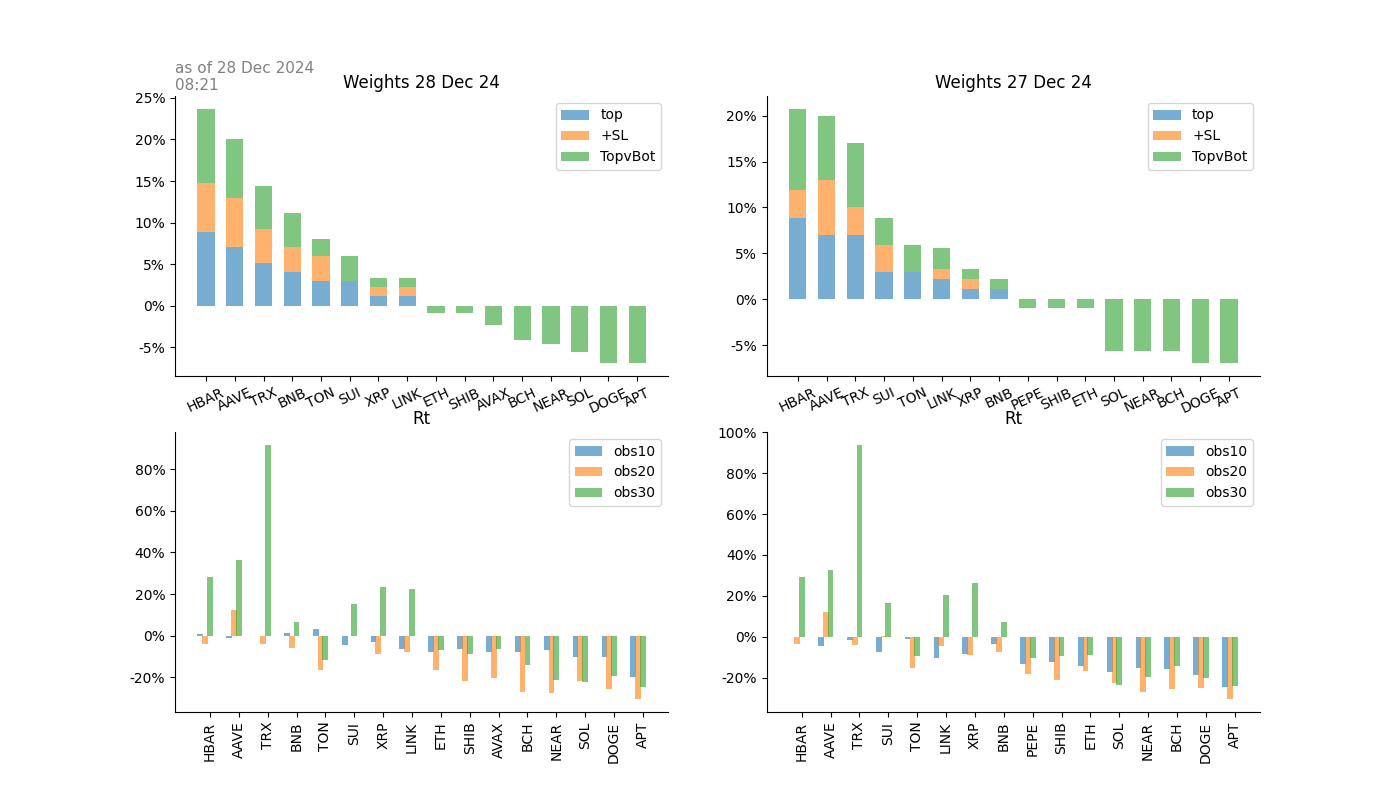 as of 28 Dec 2024
08:21
Weights 28 Dec 24
25%
20%
15%
10%
5%
0%
-5%
top
+SL
TopvBot
HBAR AAVE TRX BNB TON SUI XRP LINK ETH SHIB AVAX BCH NEAR SOL DOGE APT
Weights 27 Dec 24
20%
15%
10%
5%
0%
-5%
top
+SL
TopvBot
HBAR AAVE TRX SUI TON LINK XRP BNB PEPE SHIB ETH SOL NEAR BCH DOGE APT
Rt
80%
60%
40%
20%
0%
-20%
obs10
obs20
obs30
HBAR AAVE TRX BNB TON SUI XRP LINK ETH SHIB AVAX BCH NEAR SOL DOGE APT
Rt
100%
80%
60%
40%
20%
0%
-20%
obs10
obs20
obs30
HBAR AAVE TRX SUI TON LINK XRP BNB PEPE SHIB ETH SOL NEAR BCH DOGE APT